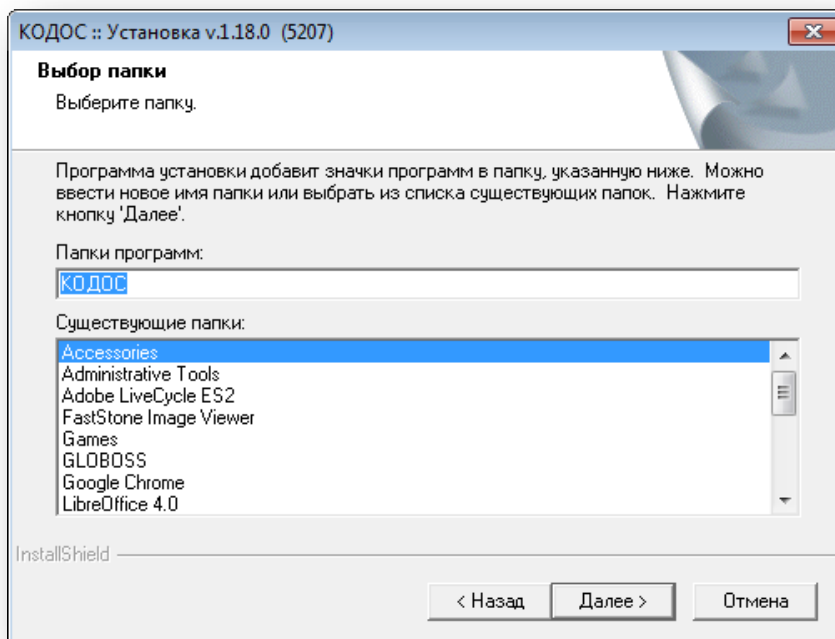 КОДОС :: Установка v.1.18.0 (5207)
Выбор папки
Выберите папку.
Программа установки добавит значки программ в папку, указанную ниже. Можно
ввести новое имя папки или выбрать из списка существующих папок. Нажмите
кнопку 'Далее'.
Папки программ:
КОДОС
Существующие папки:
Accessories
Administrative Tools
Adobe LiveCycle ES2
FastStone Image Viewer
Games
GLOBOSS
Google Chrome
LibreOffice 4.0
InstallShield
< Назад
Далее >
Отмена